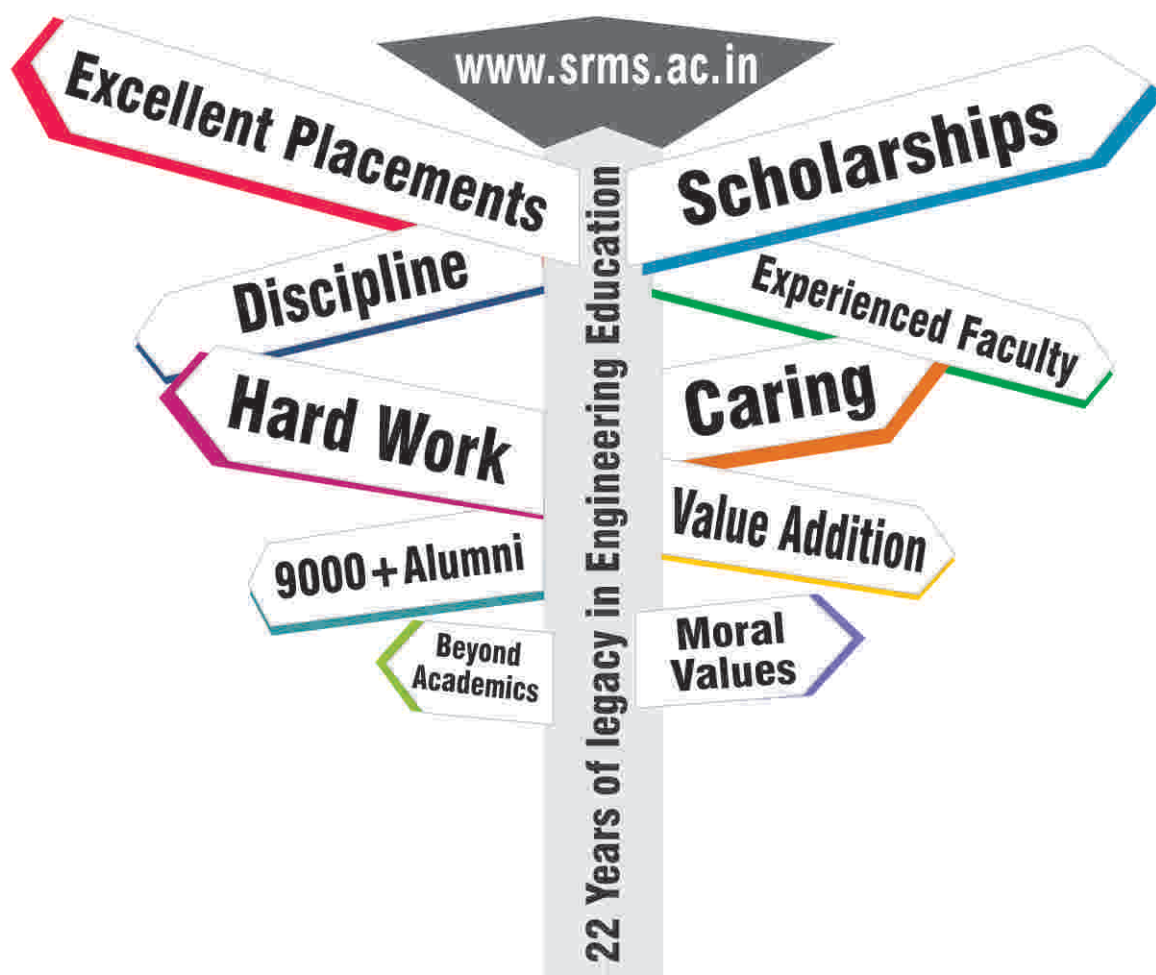 www.srms.ac.in
Excellent Placements
Scholarships
Discipline
Experienced Faculty
Hard Work
Caring
9000+Alumni
Value Addition
Beyond
Academics
Moral
Values
22 Years of legacy in Engineering Education